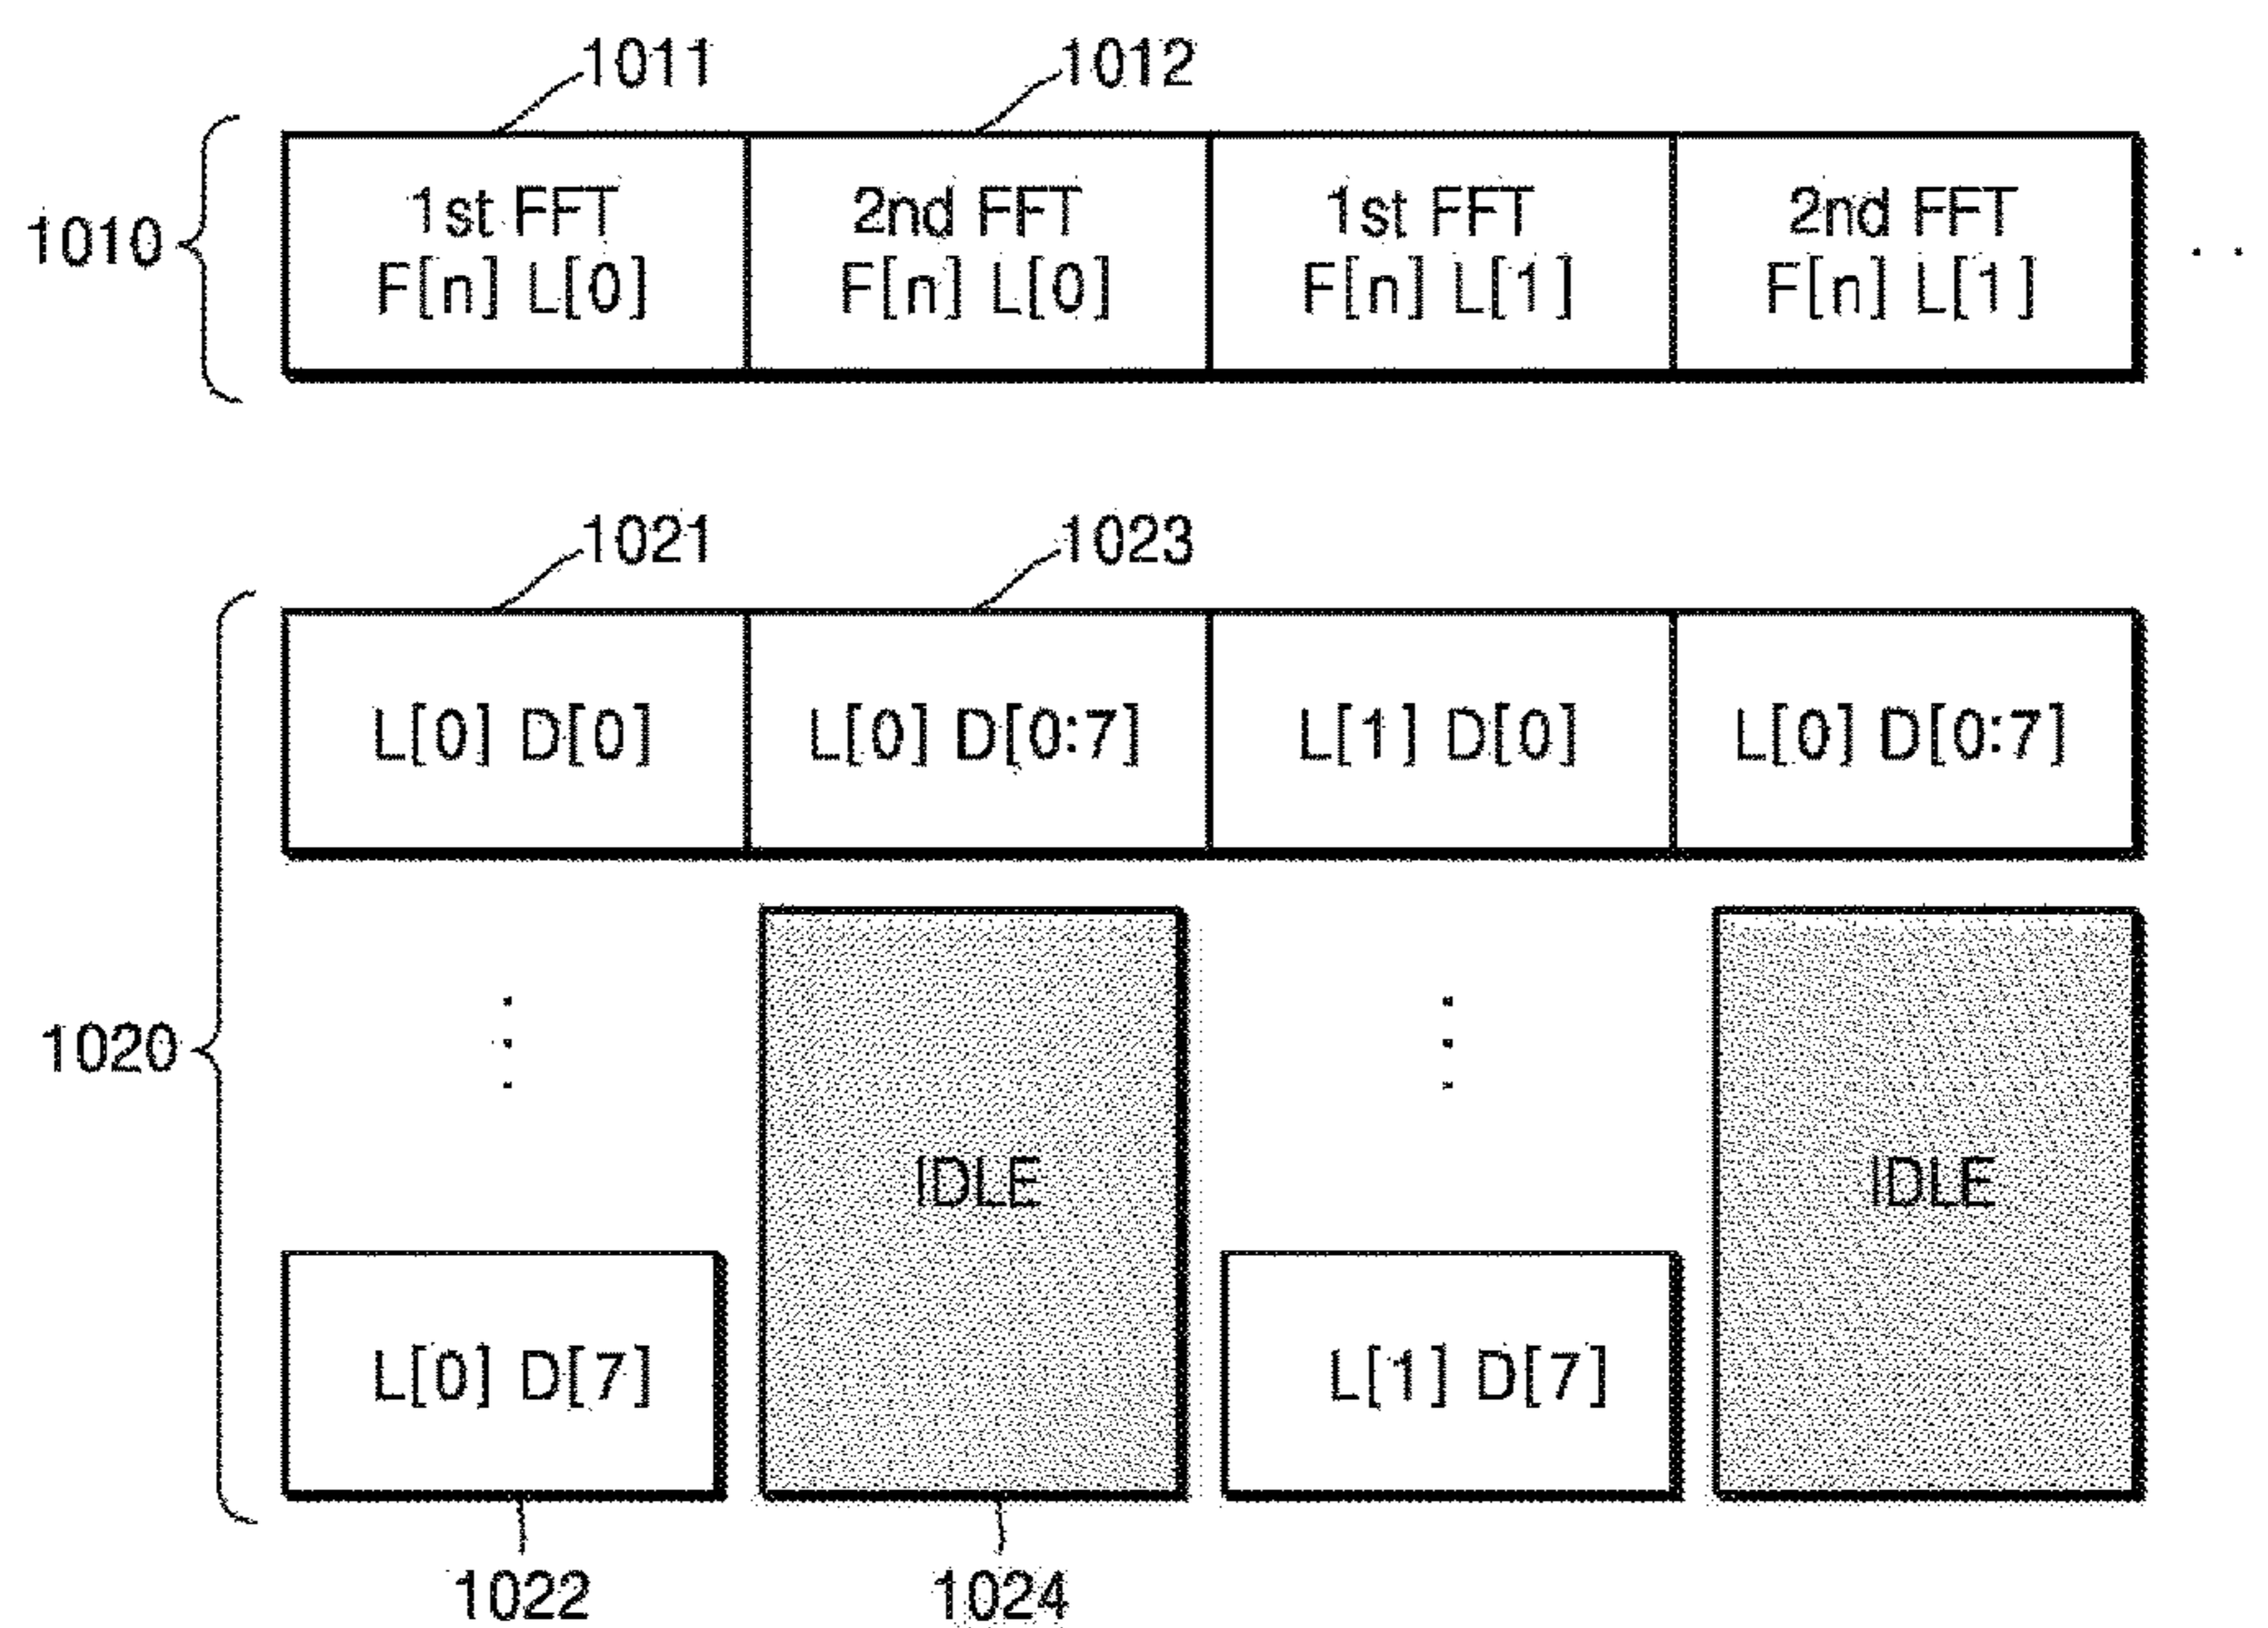 1011
1012
1010
1st FFT
F[n] L[0]
2nd FFT
F[n] L[0]
1st FFT
F[n] L[1]
2nd FFT
F[n] L[1]
1021
1023
1020
L[0] D[0]
L[0] D[0:7]
L[1] D[0]
L[0] D[0:7]
IDLE
IDLE
L[0] D[7]
L[1] D[7]
1022
1024